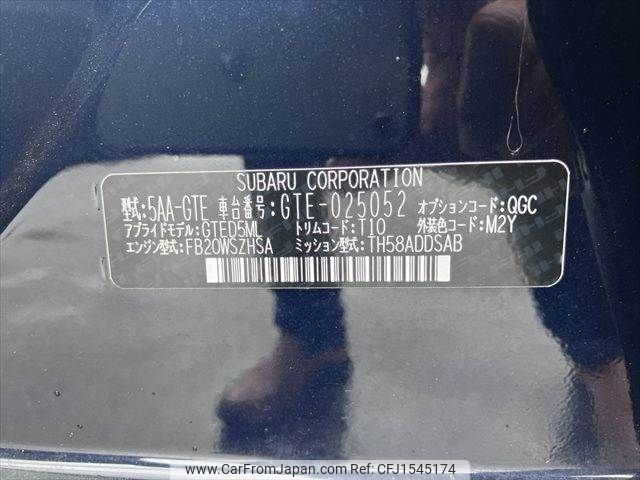 SUBARU CORPORATION
型式:5AA-GTE 車台番号:GTE-025052 オプションコード:QGC
アプライドモデル:GTED5ML トリムコード:T10 外装色コード:M2Y
エンジン型式:FB20WSZHSA ミッション型式:TH58ADDSAB
www.CarFromJapan.com - CFJ1545174